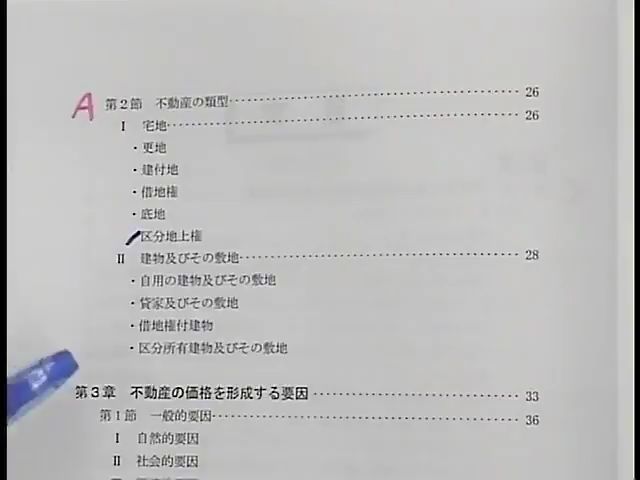 A 第2節 不動産の類型 26
Ⅰ 宅地 26
・更地
・建付地
・借地権
・底地
区分地上権
Ⅱ 建物及びその敷地 28
・自用の建物及びその敷地
・貸家及びその敷地
・借地権付建物
・区分所有建物及びその敷地
第3章 不動産の価格を形成する要因 33
第1節 一般的要因 36
Ⅰ 自然的要因
Ⅱ 社会的要因